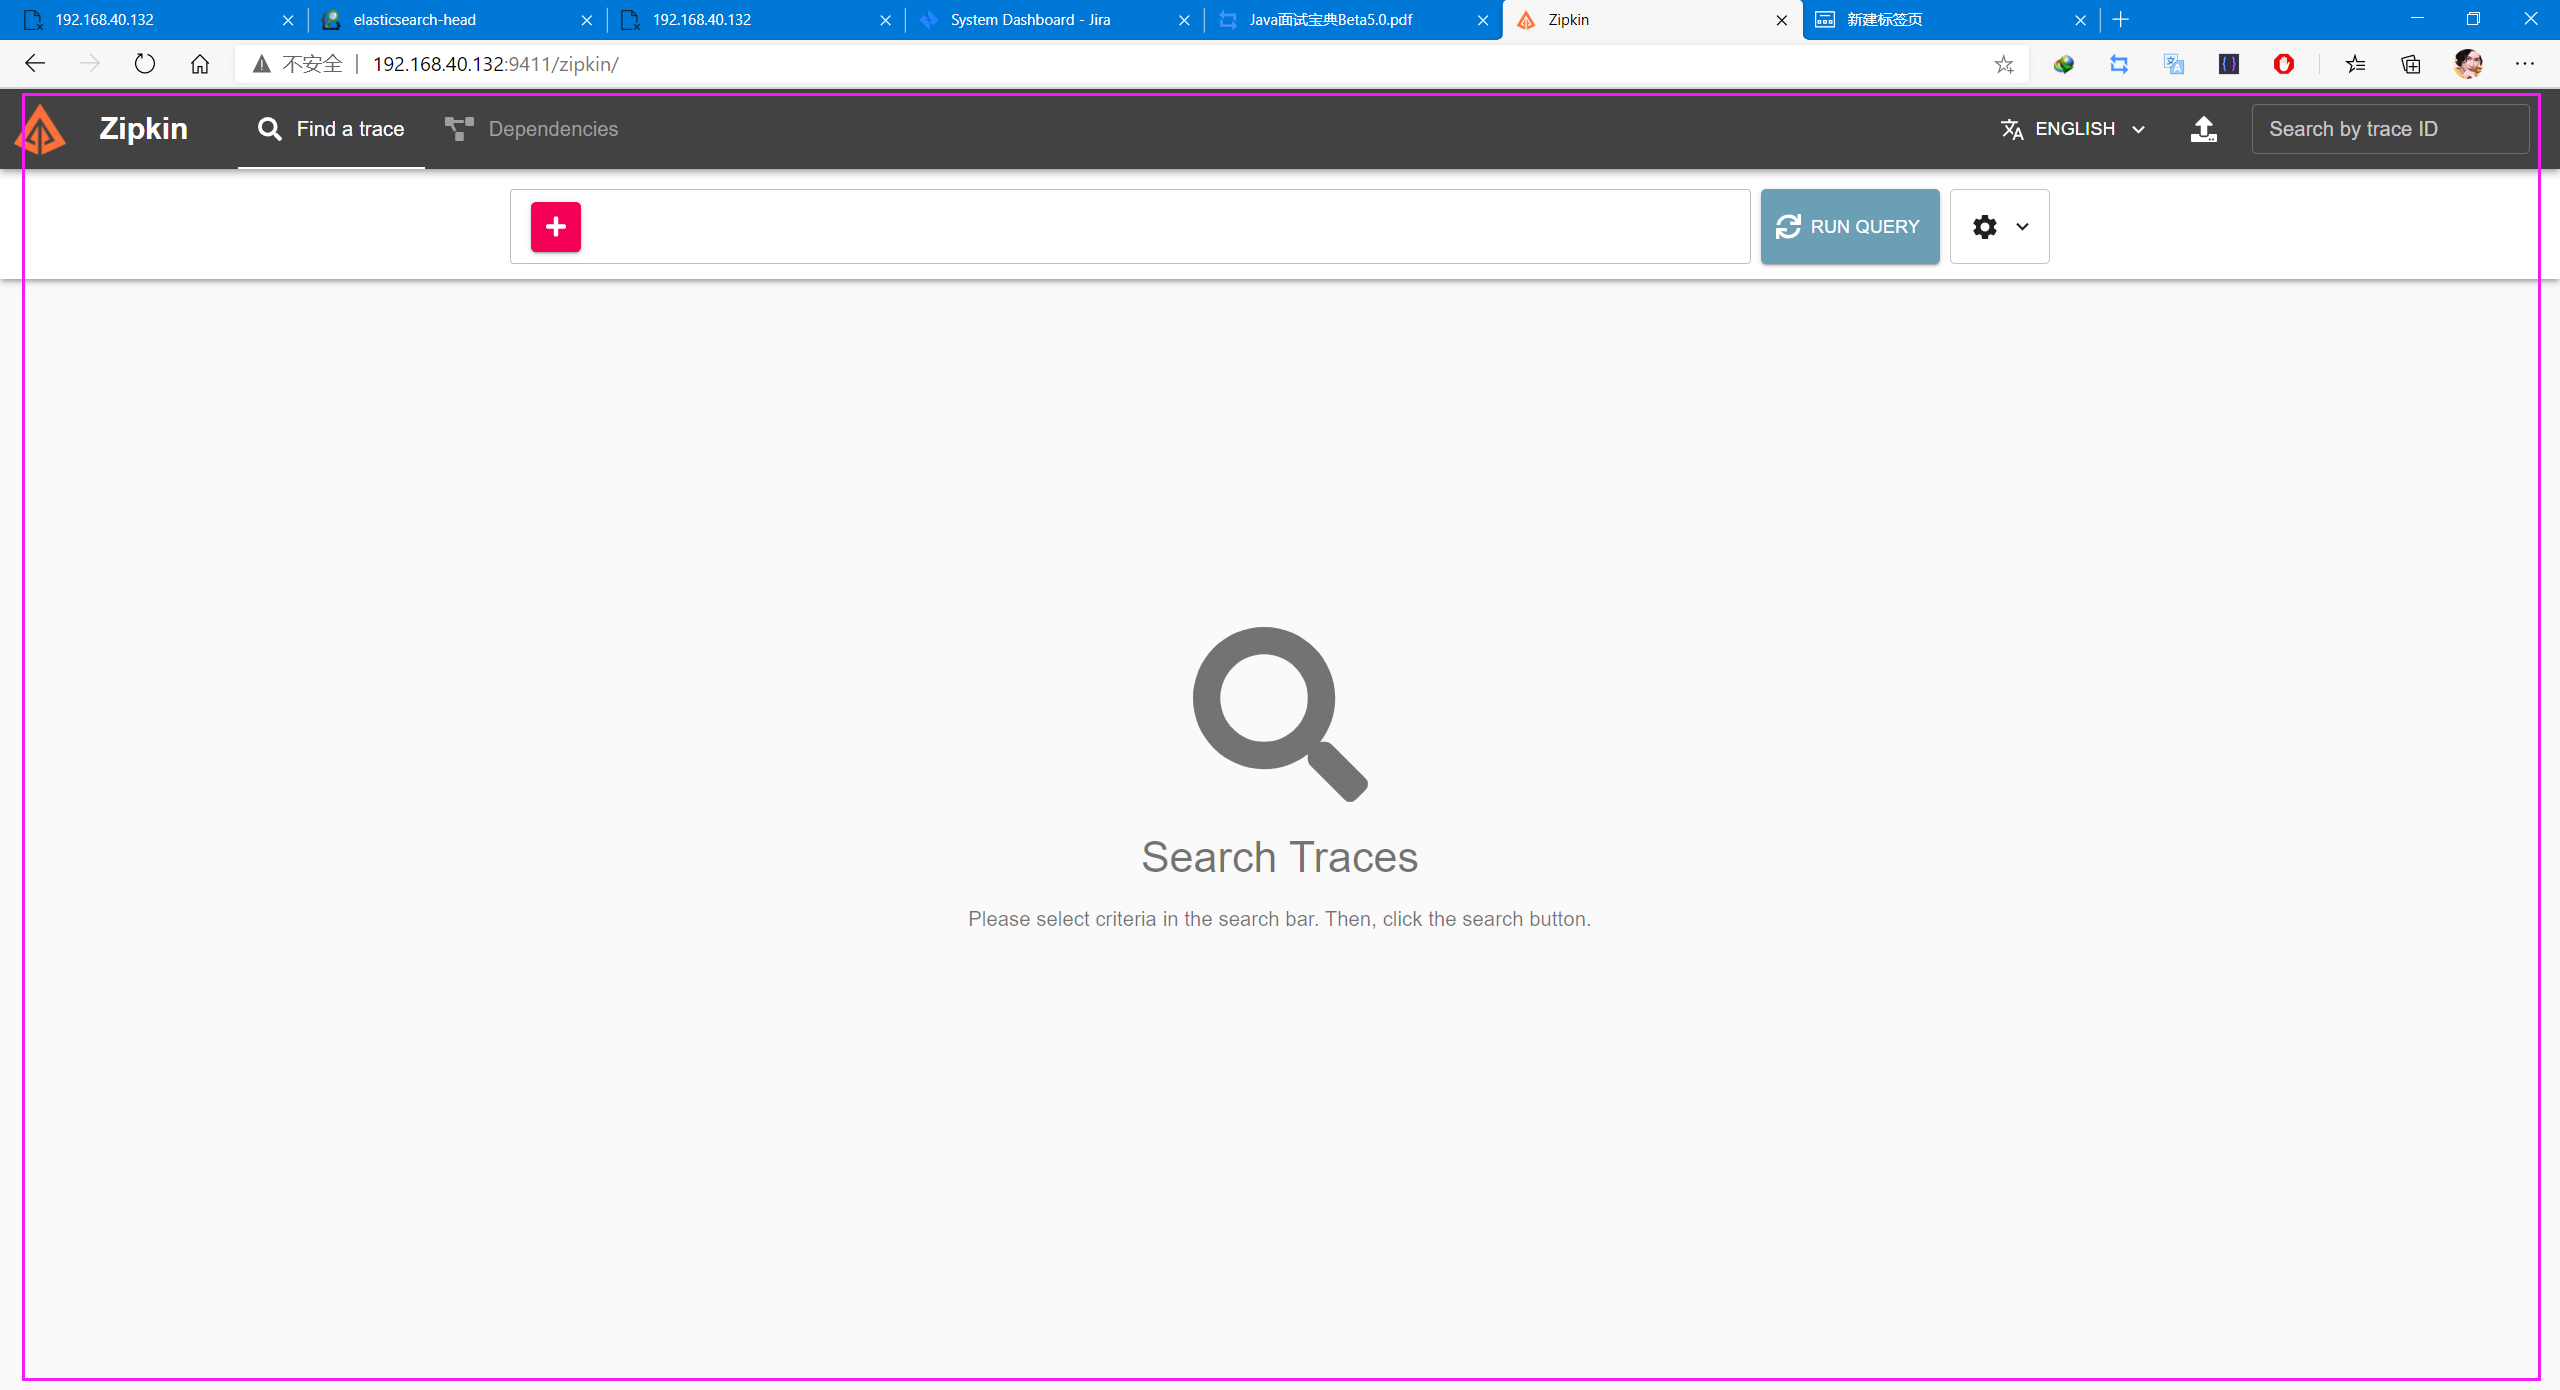 192.168.40.132
elasticsearch-head
192.168.40.132
System Dashboard - Jira
Java面试宝典Beta5.0.pdf
Zipkin
新建标签页
不安全
192.168.40.132:9411/zipkin/
Zipkin
Find a trace
Dependencies
ENGLISH
Search by trace ID
RUN QUERY
Search Traces
Please select criteria in the search bar. Then, click the search button.